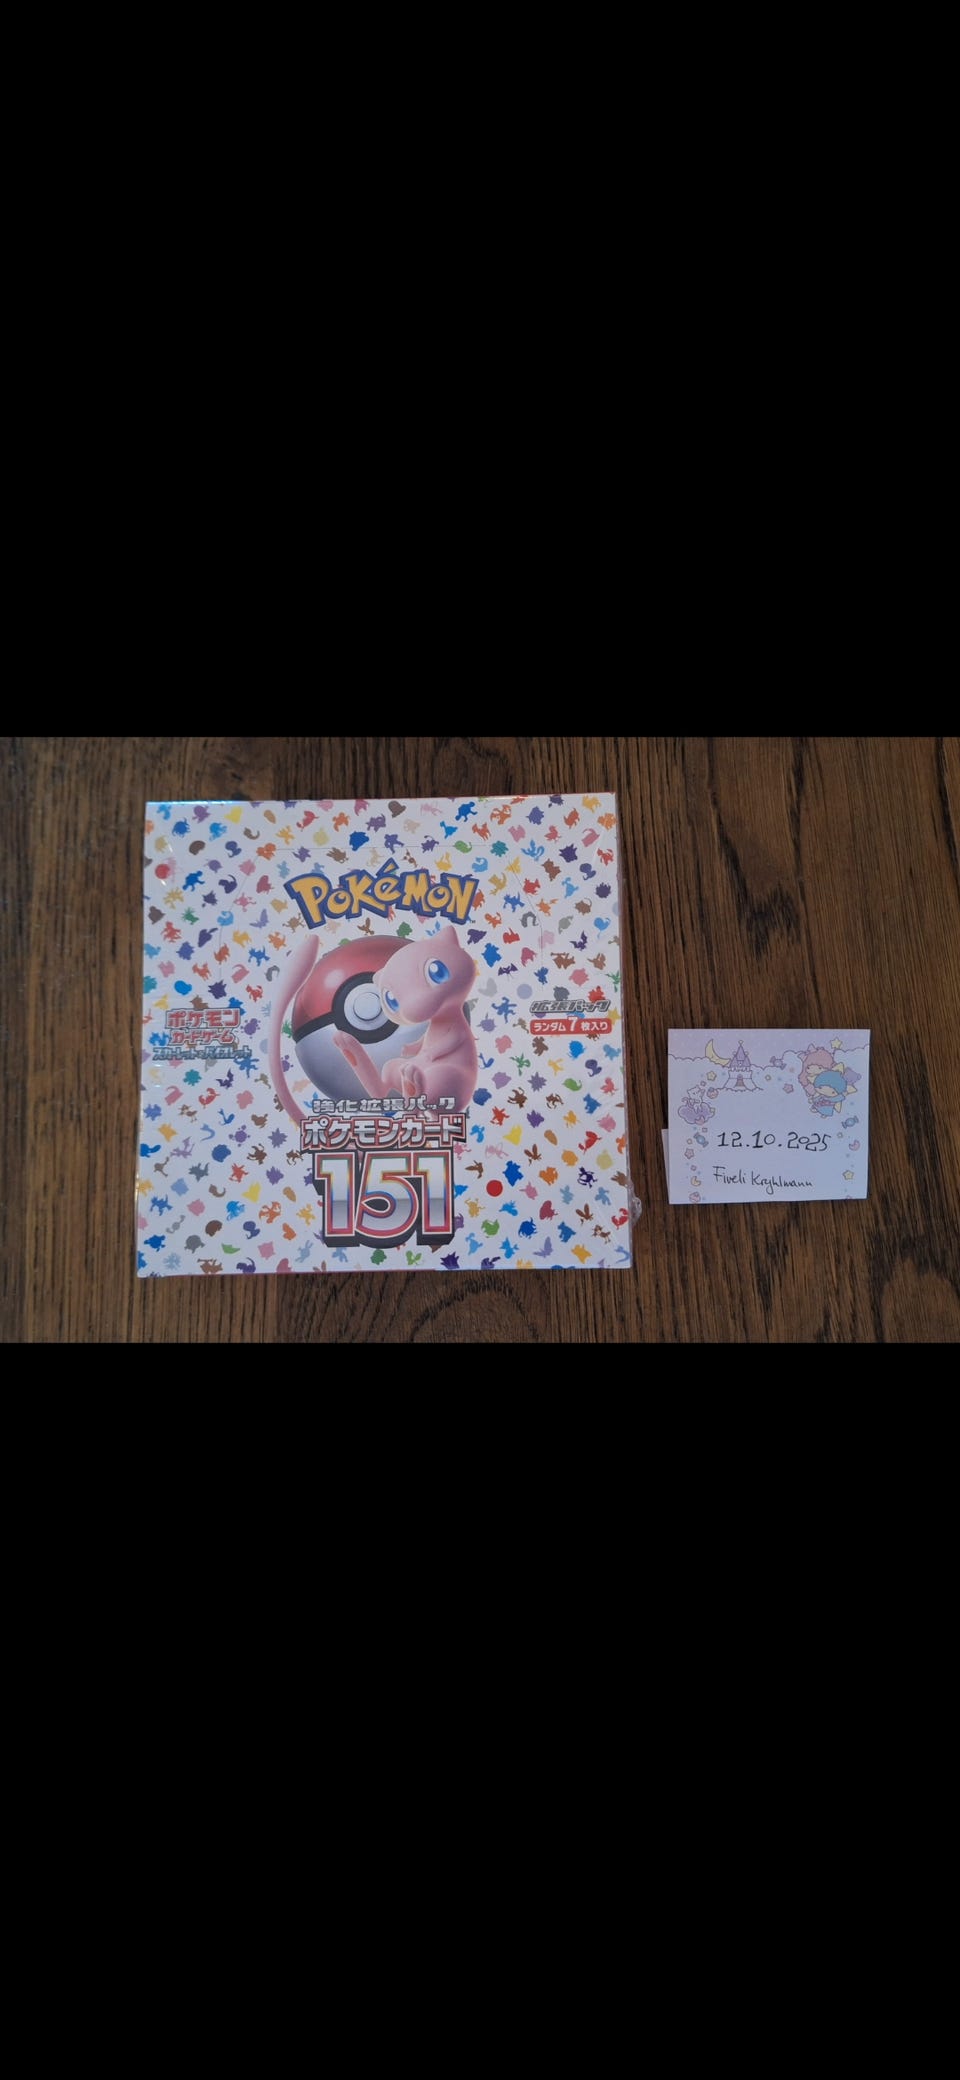 POKéMON
ポケモン
カードゲーム
スカーレット&バイオレット
拡張パック
ランダム7枚入り
強化拡張パック
ポケモンカード
151
12.10.2025
Fiveli Kryhlmann